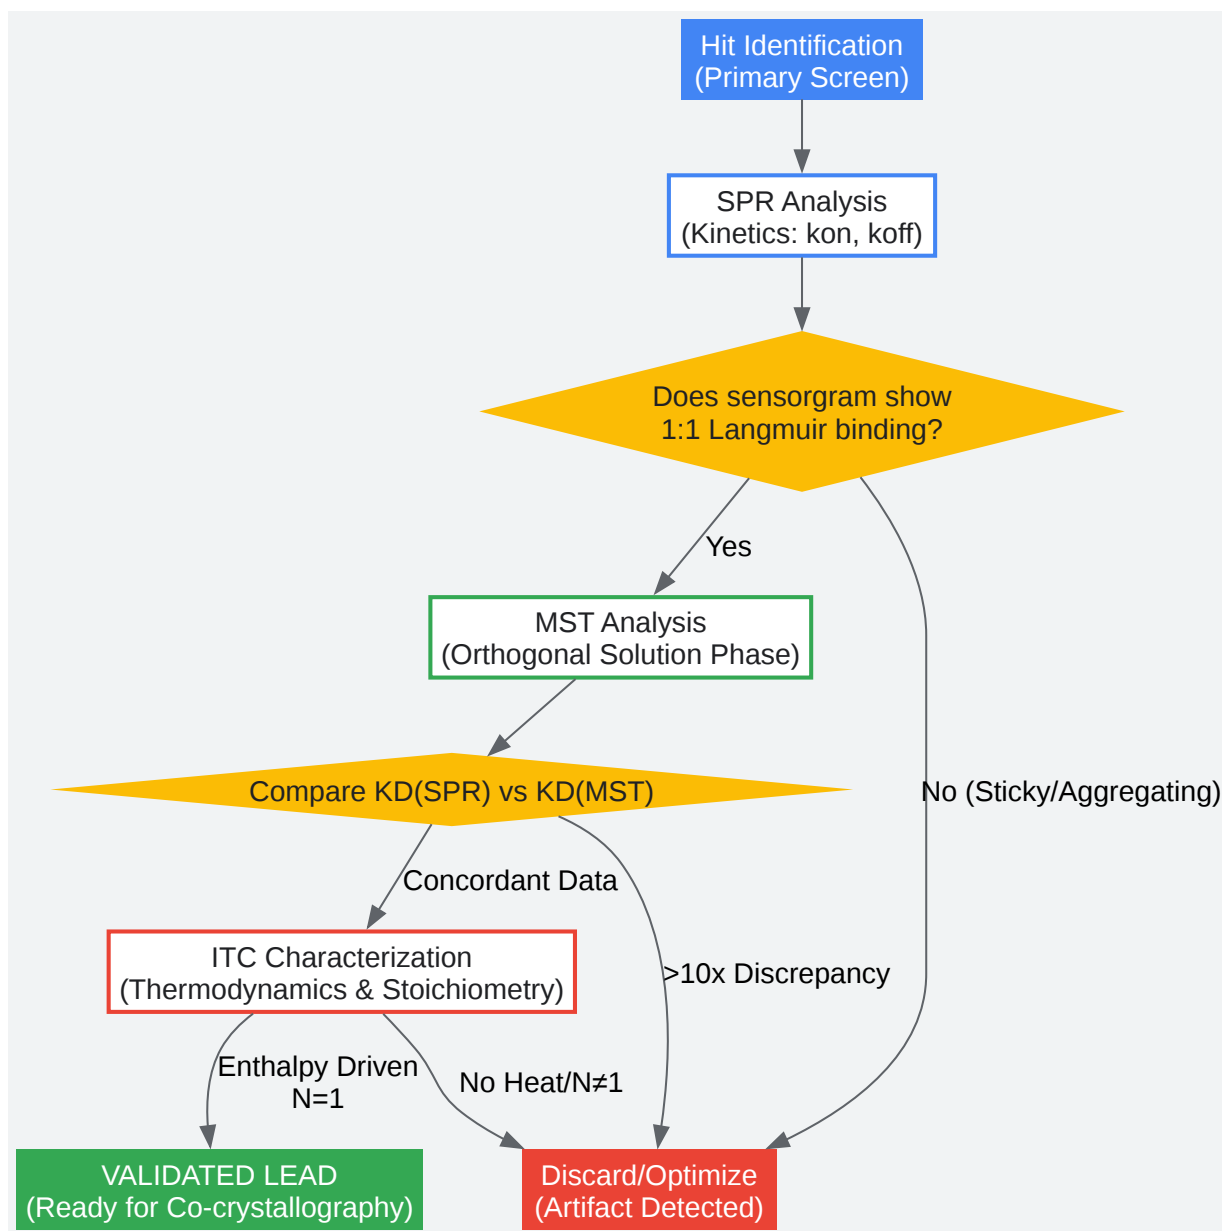 Hit Identification
(Primary Screen)
SPR Analysis
(Kinetics: kon, koff)
Does sensorgram show
1:1 Langmuir binding?
Yes
MST Analysis
(Orthogonal Solution Phase)
Compare KD(SPR) vs KD(MST)
No (Sticky/Aggregating)
Concordant Data
ITC Characterization
(Thermodynamics & Stoichiometry)
>10x Discrepancy
Enthalpy Driven
N=1
No Heat/N≠1
VALIDATED LEAD
(Ready for Co-crystallography)
Discard/Optimize
(Artifact Detected)